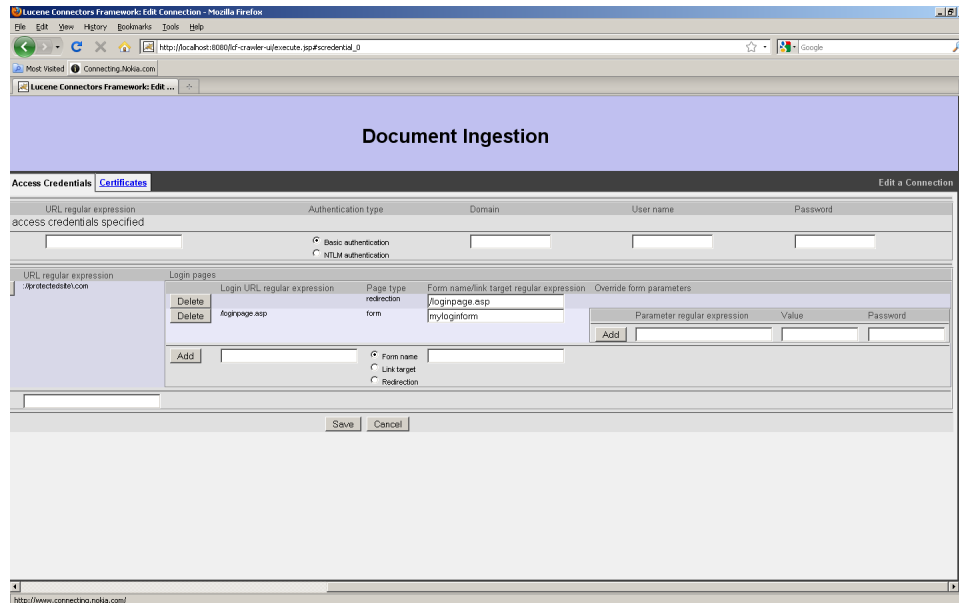 Lucene Connectors Framework: Edit Connection - Mozilla Firefox
File Edit View History Bookmarks Tools Help
http://localhost:8080/lcf-crawler-ui/execute.jsp#scredential_0
Google
Most Visited Connecting.Nokia.com
Lucene Connectors Framework: Edit ...
Document Ingestion
Access Credentials Certificates Edit a Connection
URL regular expression Authentication type Domain User name Password
access credentials specified
Basic authentication
NTLM authentication
URL regular expression Login pages
://protectedsite\.com
Login URL regular expression Page type Form name/link target regular expression Override form parameters
Delete redirection /loginpage.asp
Delete /loginpage.asp form myloginform
Parameter regular expression Value Password
Add
Add Form name
Link target
Redirection
Save Cancel
http://www.connecting.nokia.com/